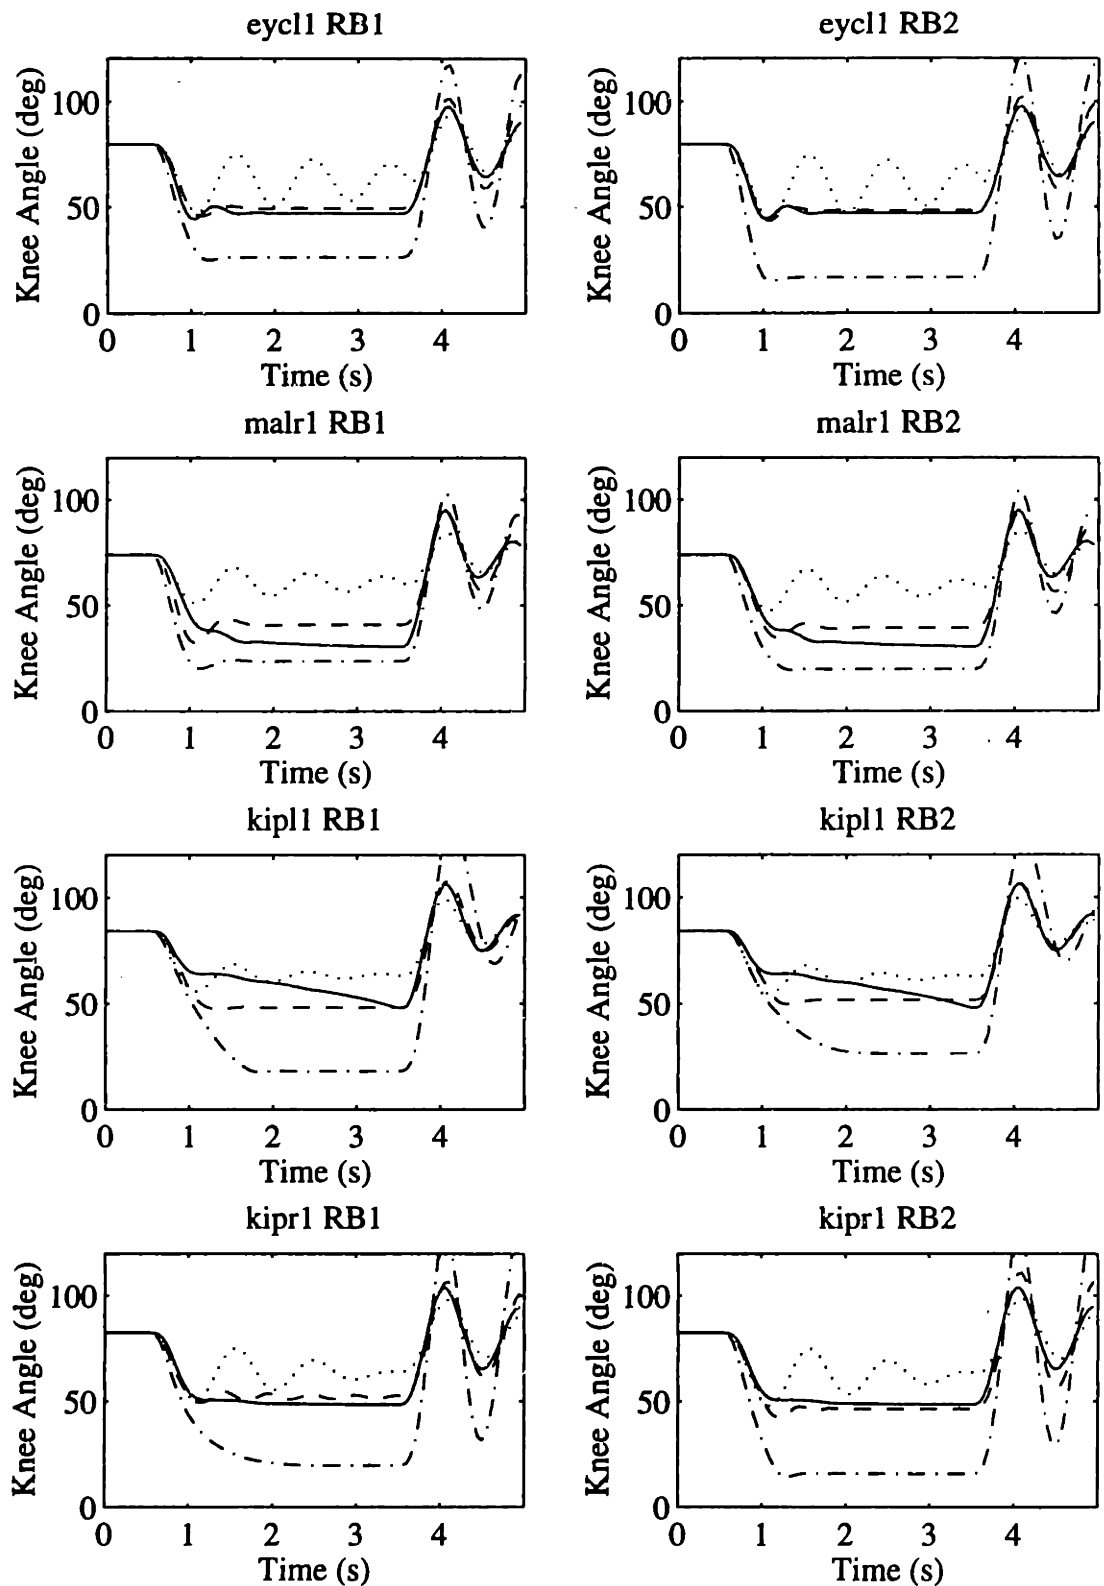 eycl1 RB1
Knee Angle (deg)
100
50
0
0 1 2 3 4
Time (s)
eycl1 RB2
Knee Angle (deg)
100
50
0
0 1 2 3 4
Time (s)
malr1 RB1
Knee Angle (deg)
100
50
0
0 1 2 3 4
Time (s)
malr1 RB2
Knee Angle (deg)
100
50
0
0 1 2 3 4
Time (s)
kipl1 RB1
Knee Angle (deg)
100
50
0
0 1 2 3 4
Time (s)
kipl1 RB2
Knee Angle (deg)
100
50
0
0 1 2 3 4
Time (s)
kipr1 RB1
Knee Angle (deg)
100
50
0
0 1 2 3 4
Time (s)
kipr1 RB2
Knee Angle (deg)
100
50
0
0 1 2 3 4
Time (s)